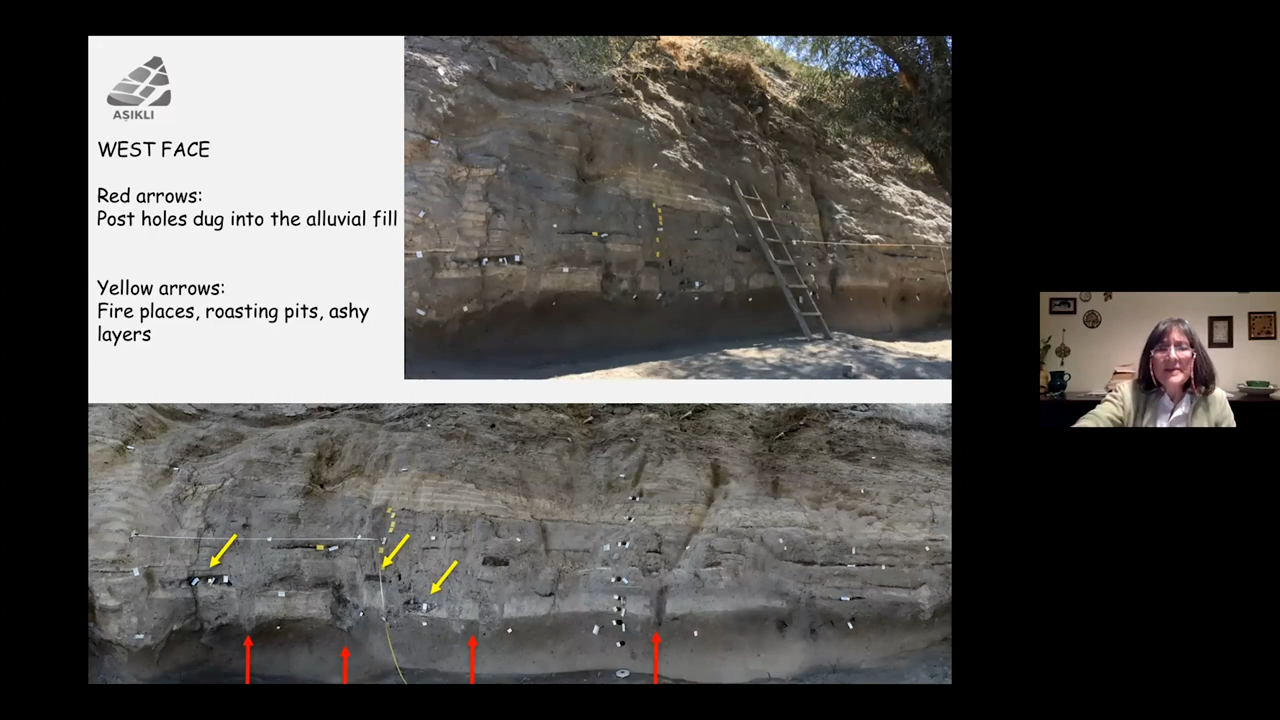 AŞIKLI
WEST FACE
Red arrows:
Post holes dug into the alluvial fill
Yellow arrows:
Fire places, roasting pits, ashy
layers